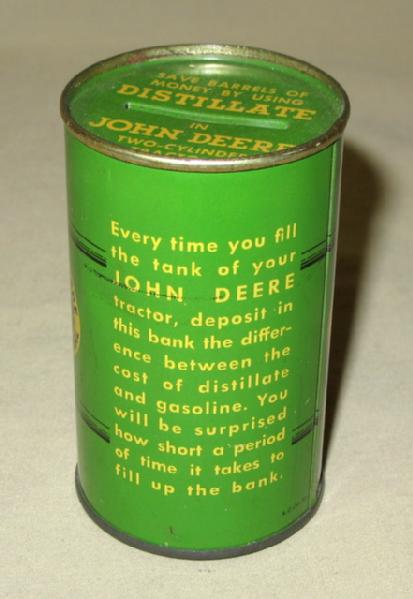 SAVE BARRELS OF
MONEY BY USING
DISTILLATE
IN
JOHN DEERE
TWO-CYLINDER
Every time you fill
the tank of your
JOHN DEERE
tractor, deposit in
this bank the differ-
ence between the
cost of distillate
and gasoline. You
will be surprised
how short a period
of time it takes to
fill up the bank.